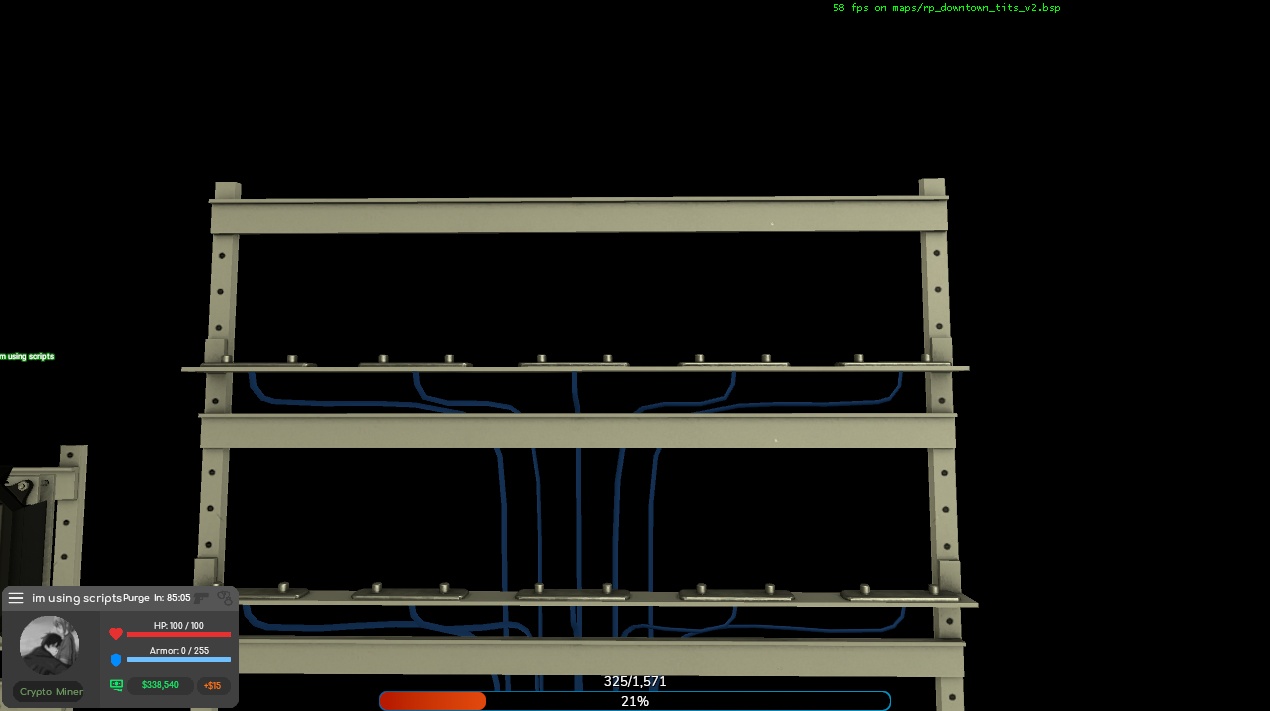 58 fps on maps/rp_downtown_tits_v2.bsp
m using scripts
im using scripts Purge In: 85:05
HP: 100 / 100
Armor: 0 / 255
Crypto Miner
$338,540 +$15
325/1,571
21%